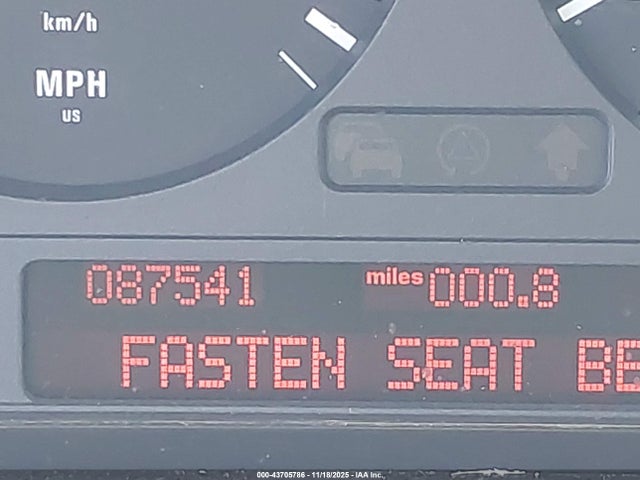 km/h
MPH
US
087541 miles 000.8
FASTEN SEAT BE
000-43705786 - 11/18/2025 - IAA Inc.